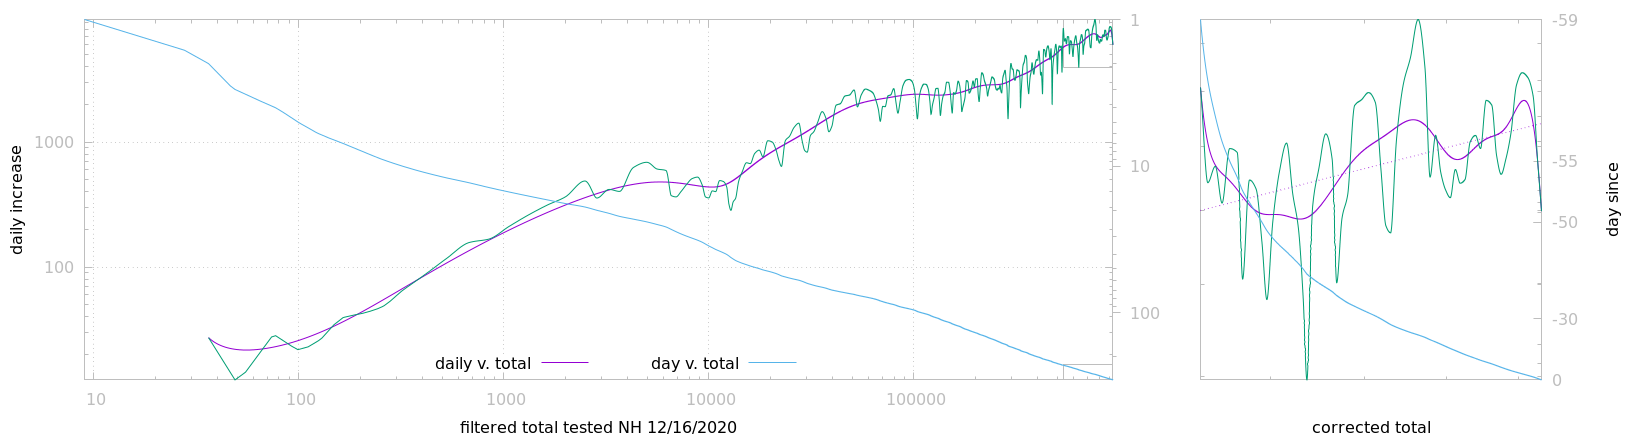 daily increase
1000
100
10
100
1000
10000
100000
1
10
100
daily v. total
day v. total
filtered total tested NH 12/16/2020
-59
-55
-50
-30
0
day since
corrected total